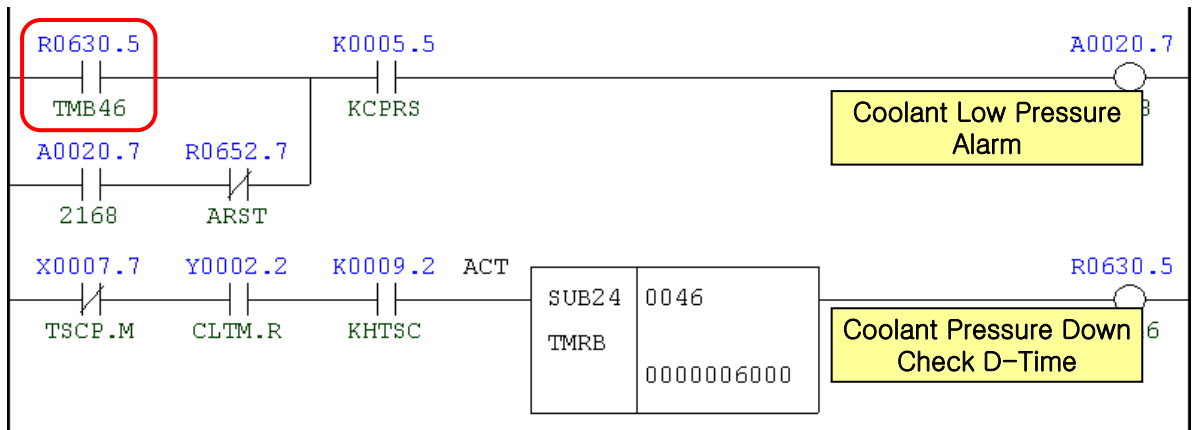 R0630.5 K0005.5 A0020.7
TMB46 KCPRS
Coolant Low Pressure
Alarm
A0020.7 R0652.7
2168 ARST
X0007.7 Y0002.2 K0009.2 ACT R0630.5
SUB24 0046
TSCP.M CLTM.R KHTSC TMRB
Coolant Pressure Down 6
Check D-Time
0000006000